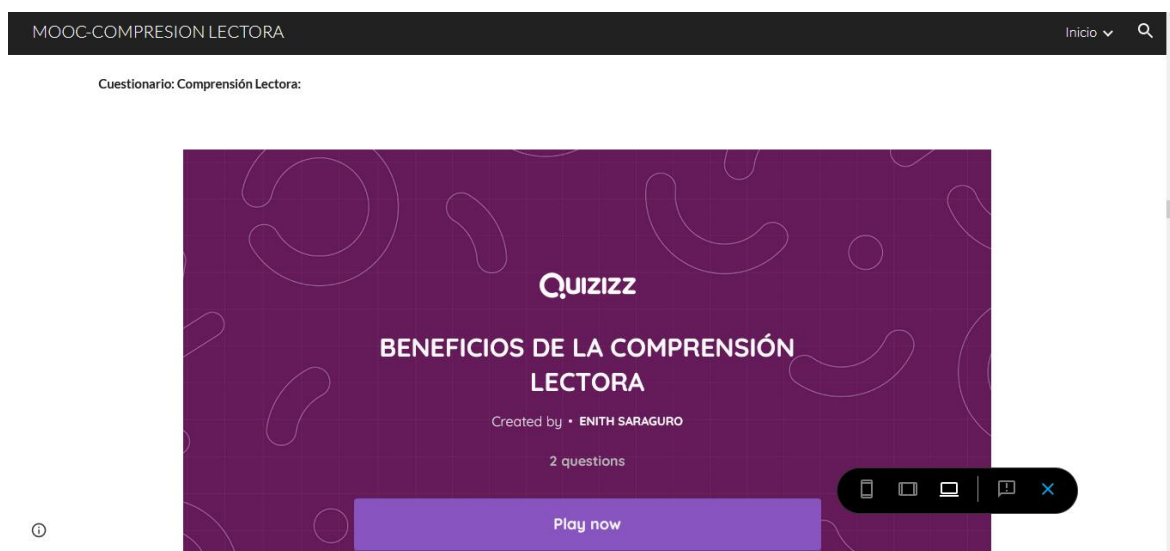 MOOC-COMPRESION LECTORA
Inicio
Cuestionario: Comprensión Lectora:
Quizizz
BENEFICIOS DE LA COMPRENSIÓN
LECTORA
Created by • ENITH SARAGURO
2 questions
Play now